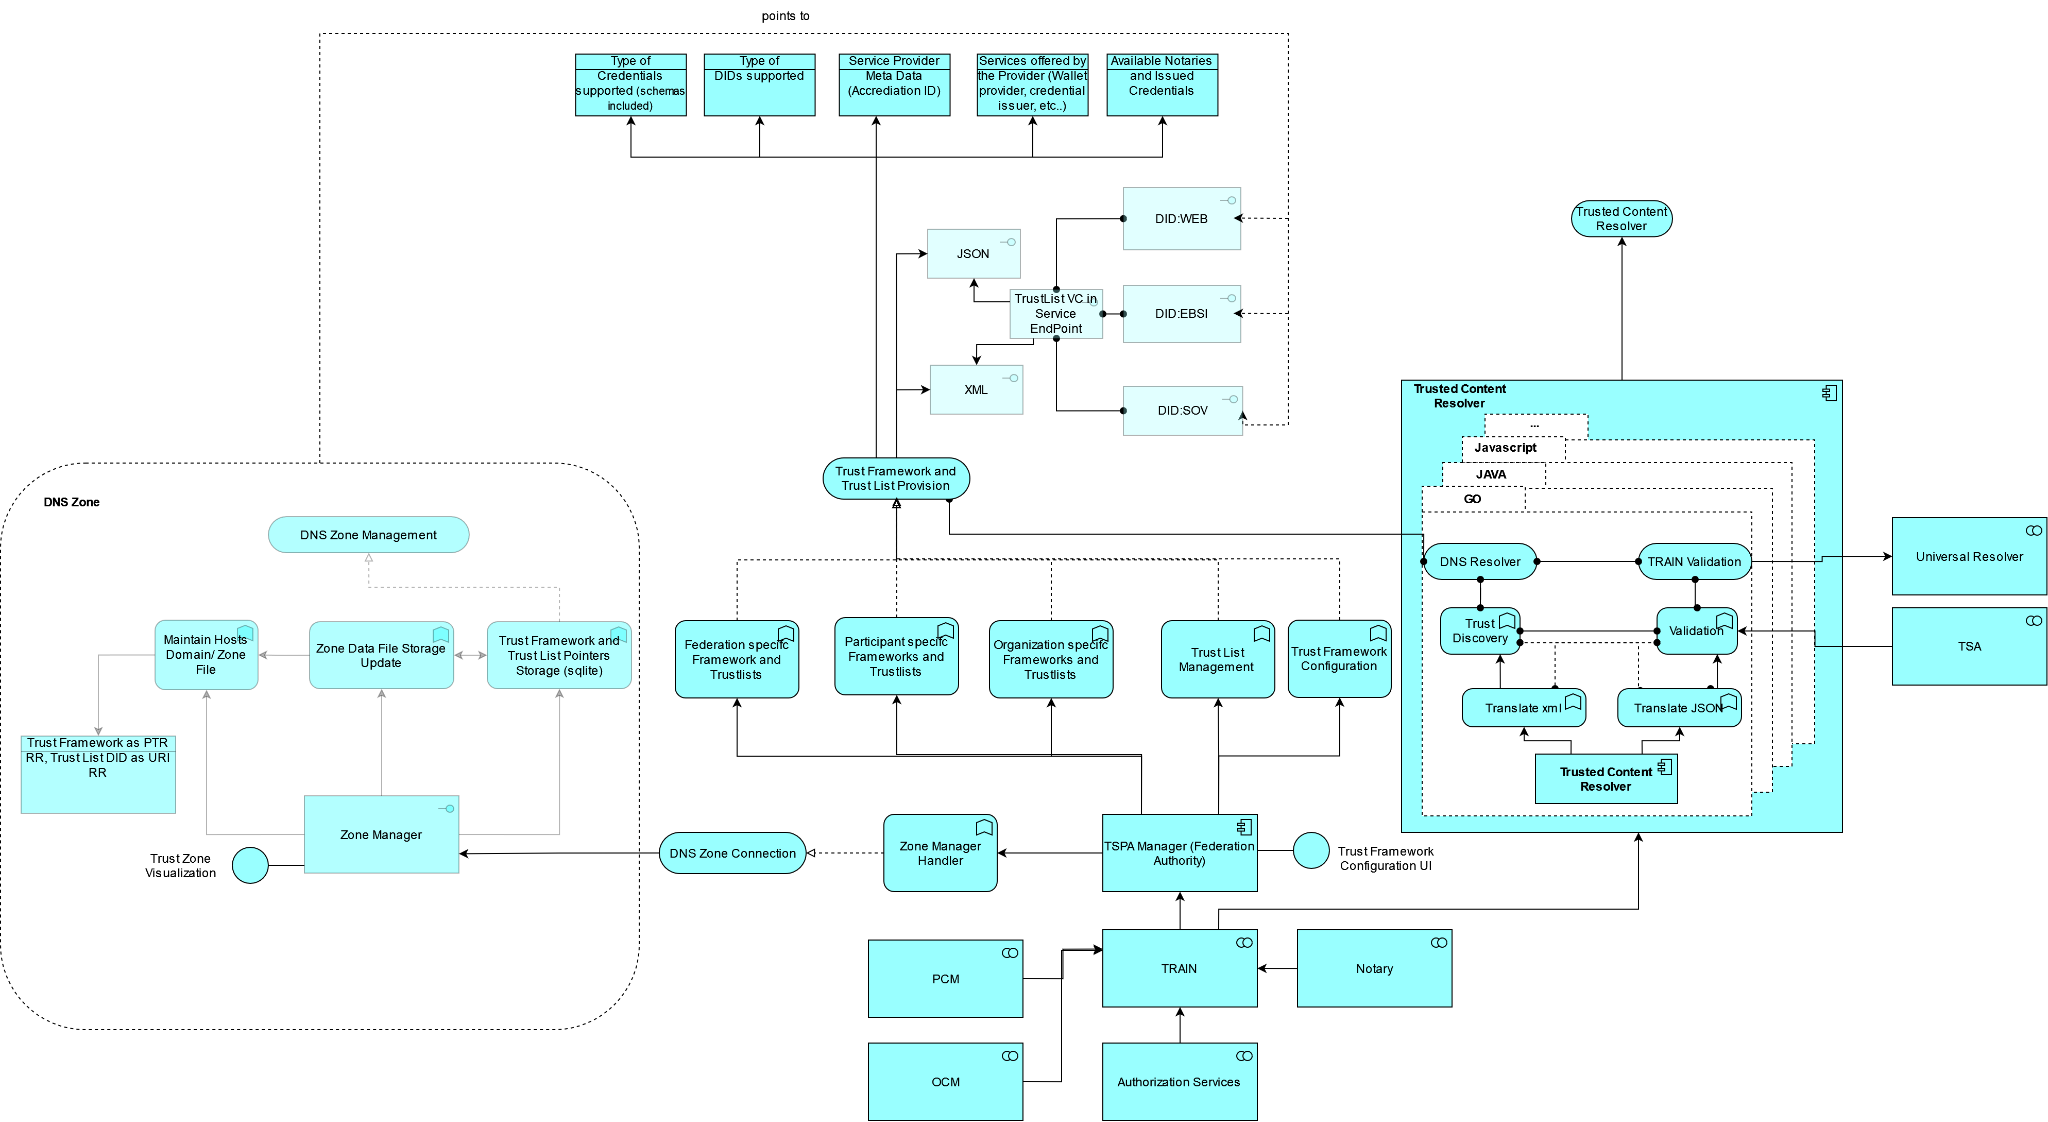 points to
Type of
Credentials
supported (schemas
included)
Type of
DIDs supported
Service Provider
Meta Data
(Accrediation ID)
Services offered by
the Provider (Wallet
provider, credential
issuer, etc..)
Available Notaries
and Issued
Credentials
DID:WEB
JSON
TrustList VC in
Service
EndPoint
DID:EBSI
XML
DID:SOV
Trusted Content
Resolver
Trust Framework and
Trust List Provision
Trusted Content
Resolver
...
Javascript
JAVA
GO
DNS Resolver
TRAIN Validation
Trust
Discovery
Validation
Translate xml
Translate JSON
Trusted Content
Resolver
Universal Resolver
TSA
DNS Zone
DNS Zone Management
Maintain Hosts
Domain/ Zone
File
Zone Data File Storage
Update
Trust Framework and
Trust List Pointers
Storage (sqlite)
Trust Framework as PTR
RR, Trust List DID as URI
RR
Zone Manager
Trust Zone
Visualization
Federation specifc
Framework and
Trustlists
Participant specifc
Frameworks and
Trustlists
Organization specifc
Frameworks and
Trustlists
Trust List
Management
Trust Framework
Configuration
DNS Zone Connection
Zone Manager
Handler
TSPA Manager (Federation
Authority)
Trust Framework
Configuration UI
PCM
TRAIN
Notary
OCM
Authorization Services